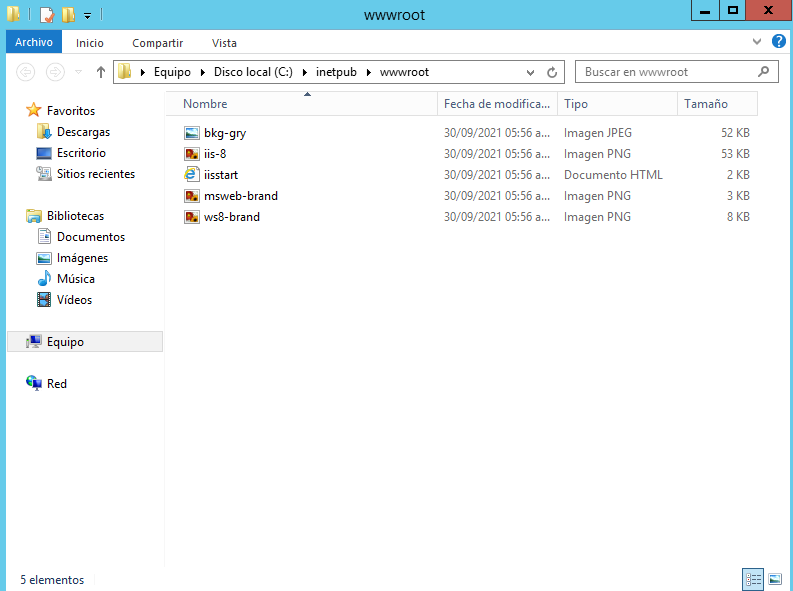 wwwroot
Archivo Inicio Compartir Vista
Equipo Disco local (C:) inetpub wwwroot Buscar en wwwroot
Favoritos
Descargas
Escritorio
Sitios recientes
Bibliotecas
Documentos
Imágenes
Música
Vídeos
Equipo
Red
Nombre Fecha de modifica... Tipo Tamaño
bkg-gry 30/09/2021 05:56 a... Imagen JPEG 52 KB
iis-8 30/09/2021 05:56 a... Imagen PNG 53 KB
iisstart 30/09/2021 05:56 a... Documento HTML 2 KB
msweb-brand 30/09/2021 05:56 a... Imagen PNG 3 KB
ws8-brand 30/09/2021 05:56 a... Imagen PNG 8 KB
5 elementos